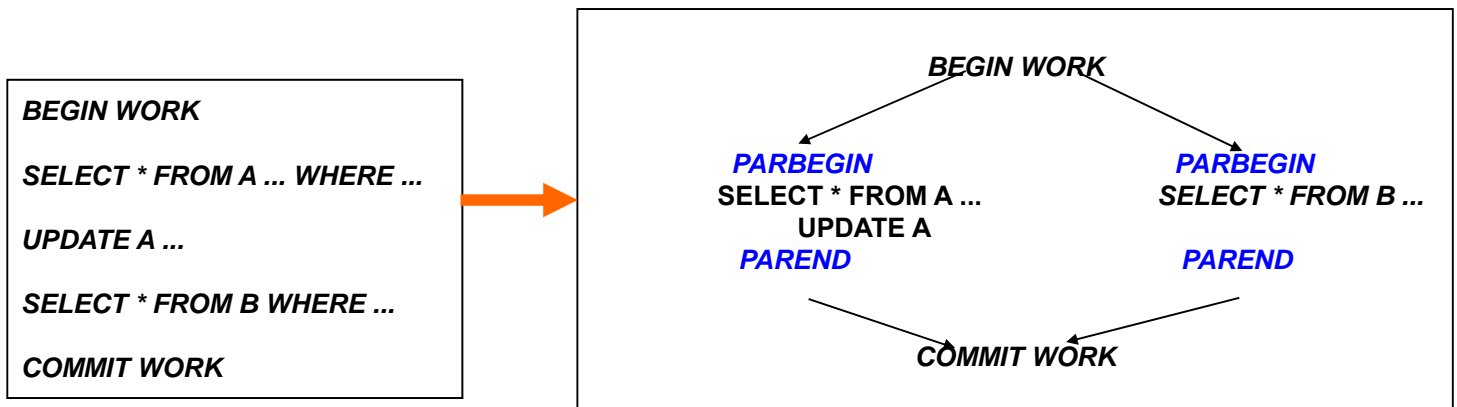 BEGIN WORK
SELECT * FROM A ... WHERE ...
UPDATE A ...
SELECT * FROM B WHERE ...
COMMIT WORK
BEGIN WORK
PARBEGIN
SELECT * FROM A ...
UPDATE A
PAREND
PARBEGIN
SELECT * FROM B ...
PAREND
COMMIT WORK